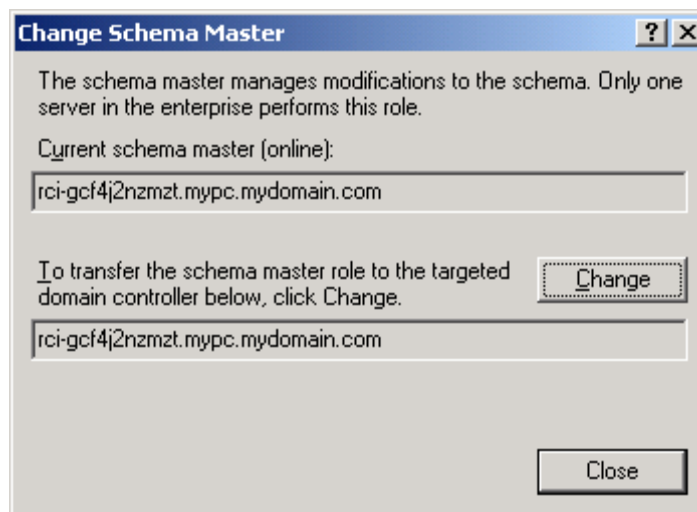 Change Schema Master
The schema master manages modifications to the schema. Only one
server in the enterprise performs this role.
Current schema master (online):
rci-gcf4j2nzmzt.mypc.mydomain.com
To transfer the schema master role to the targeted
domain controller below, click Change.
Change
rci-gcf4j2nzmzt.mypc.mydomain.com
Close